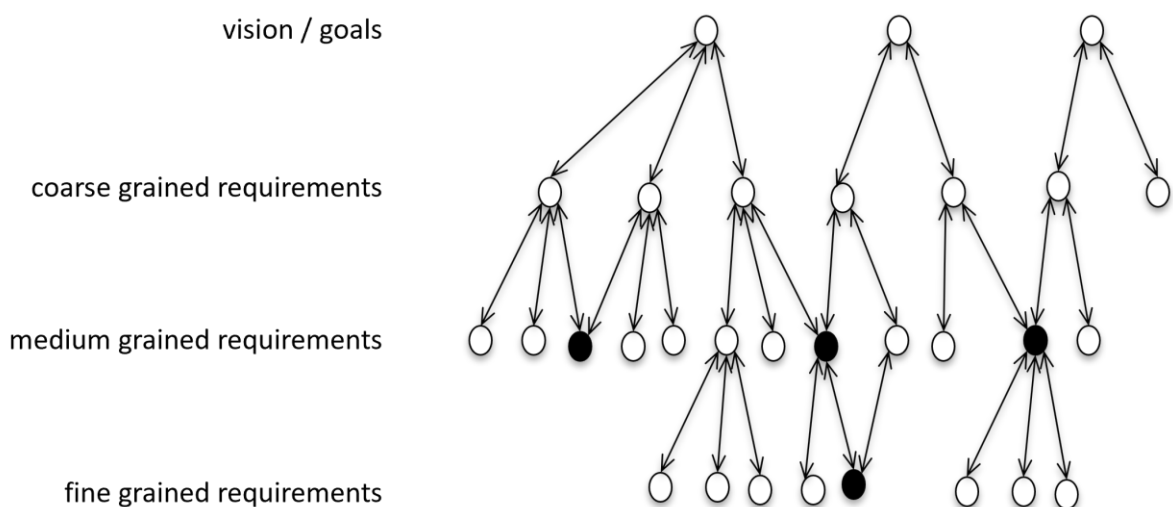 vision / goals
coarse grained requirements
medium grained requirements
fine grained requirements